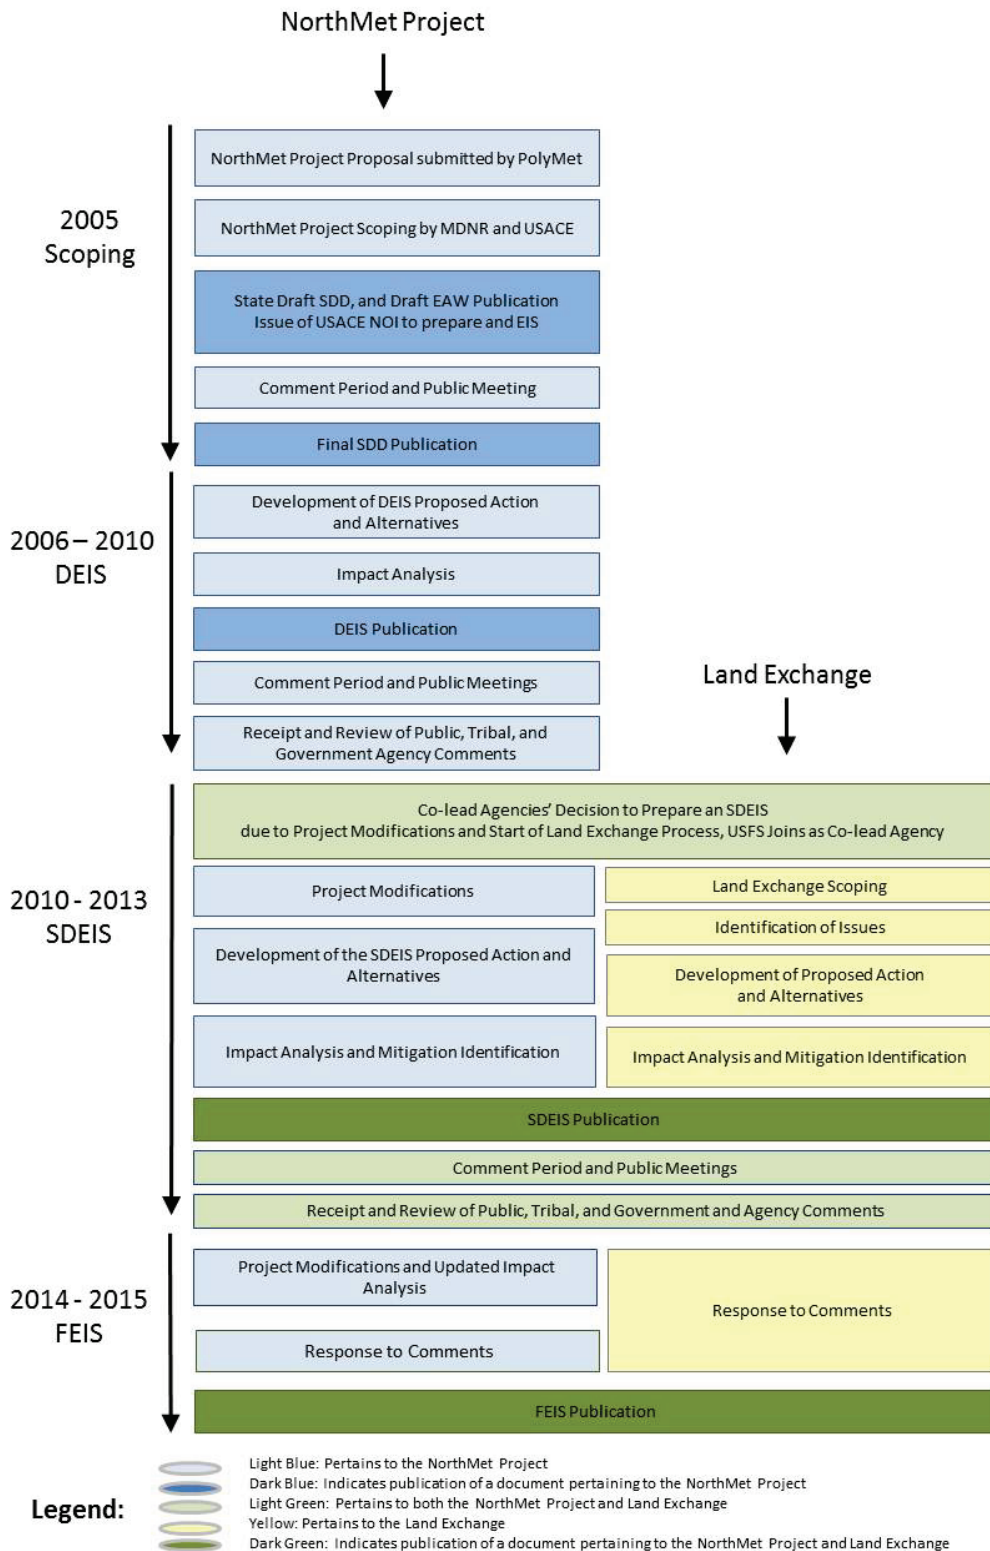 NorthMet Project
2005
Scoping
NorthMet Project Proposal submitted by PolyMet
NorthMet Project Scoping by MDNR and USACE
State Draft SDD, and Draft EAW Publication
Issue of USACE NOI to prepare and EIS
Comment Period and Public Meeting
Final SDD Publication
2006 – 2010
DEIS
Development of DEIS Proposed Action
and Alternatives
Impact Analysis
DEIS Publication
Comment Period and Public Meetings
Receipt and Review of Public, Tribal, and
Government Agency Comments
Land Exchange
2010 - 2013
SDEIS
Co-lead Agencies’ Decision to Prepare an SDEIS
due to Project Modifications and Start of Land Exchange Process, USFS Joins as Co-lead Agency
Project Modifications
Development of the SDEIS Proposed Action and
Alternatives
Impact Analysis and Mitigation Identification
Land Exchange Scoping
Identification of Issues
Development of Proposed Action
and Alternatives
Impact Analysis and Mitigation Identification
SDEIS Publication
Comment Period and Public Meetings
Receipt and Review of Public, Tribal, and Government and Agency Comments
2014 - 2015
FEIS
Project Modifications and Updated Impact
Analysis
Response to Comments
Response to Comments
FEIS Publication
Legend:
Light Blue: Pertains to the NorthMet Project
Dark Blue: Indicates publication of a document pertaining to the NorthMet Project
Light Green: Pertains to both the NorthMet Project and Land Exchange
Yellow: Pertains to the Land Exchange
Dark Green: Indicates publication of a document pertaining to the NorthMet Project and Land Exchange